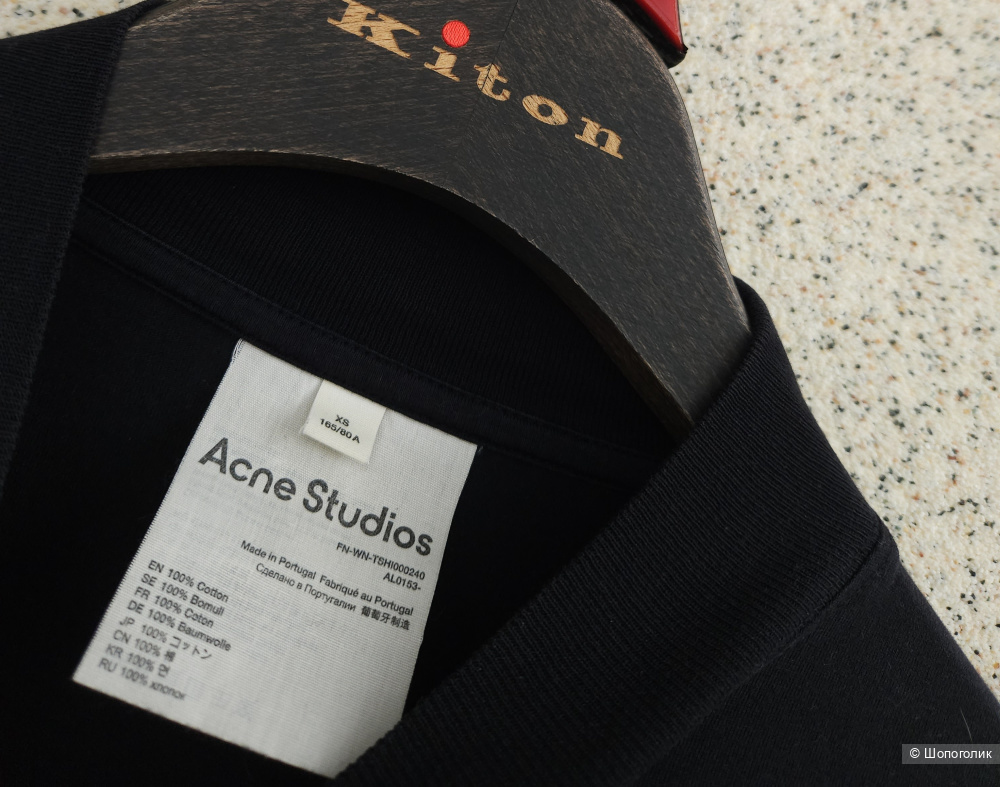 Kiton
XS
165/80A
Acne Studios
FN-WN-TSHI000240
AL0153-
Made in Portugal Fabriqué au Portugal
Сделано в Португалии 葡萄牙制造
EN 100% Cotton
SE 100% Bomull
FR 100% Coton
DE 100% Baumwolle
JP 100% コットン
CN 100% 棉
KR 100% 면
RU 100% хлопок
© Шопоголик